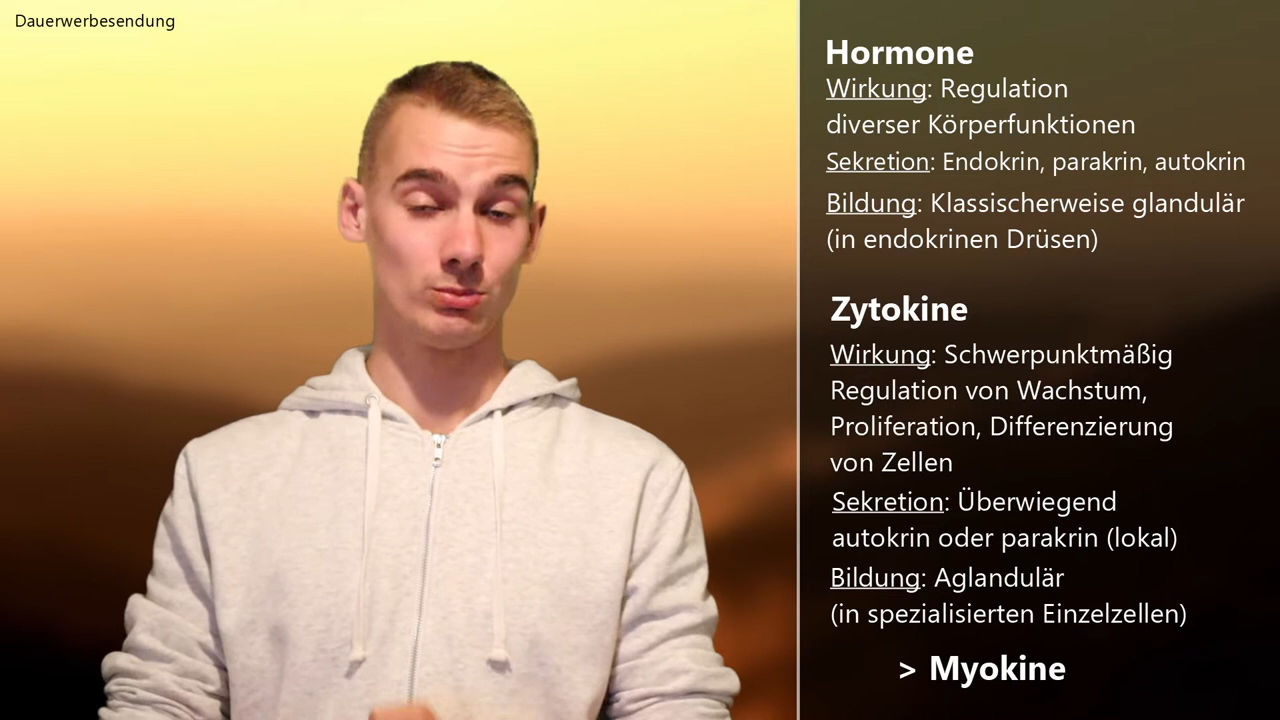 Dauerwerbesendung
Hormone
Wirkung: Regulation
diverser Körperfunktionen
Sekretion: Endokrin, parakrin, autokrin
Bildung: Klassischerweise glandulär
(in endokrinen Drüsen)
Zytokine
Wirkung: Schwerpunktmäßig
Regulation von Wachstum,
Proliferation, Differenzierung
von Zellen
Sekretion: Überwiegend
autokrin oder parakrin (lokal)
Bildung: Aglandulär
(in spezialisierten Einzelzellen)
> Myokine